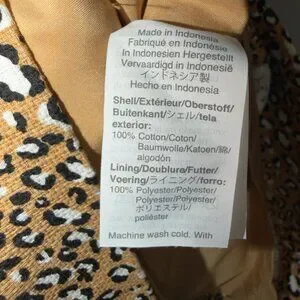 Made in Indonesia
Fabriqué en Indonésie
In Indonesien Hergestellt
Vervaardigd in Indonesië
インドネシア製
Hecho en Indonesia
Shell/Extérieur/Oberstoff/
Buitenkant/シェル/tela
exterior:
100% Cotton/Coton/
Baumwolle/Katoen/綿/
algodón
Lining/Doublure/Futter/
Voering/ライニング/forro:
100% Polyester/Polyester/
Polyester/Polyester/
ポリエステル/
poliéster
Machine wash cold. With